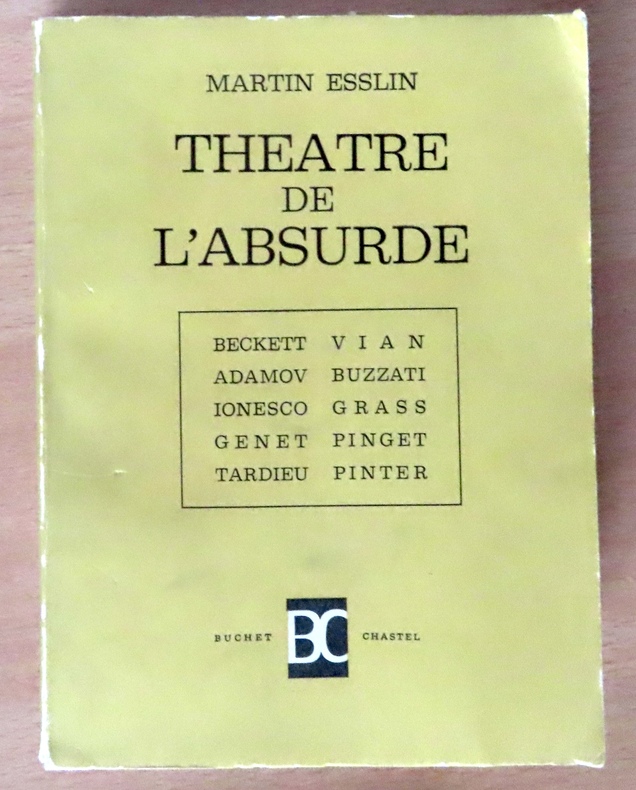 MARTIN ESSLIN
THEATRE
DE
L'ABSURDE
BECKETT VIAN
ADAMOV BUZZATI
IONESCO GRASS
GENET PINGET
TARDIEU PINTER
BUCHET BC CHASTEL